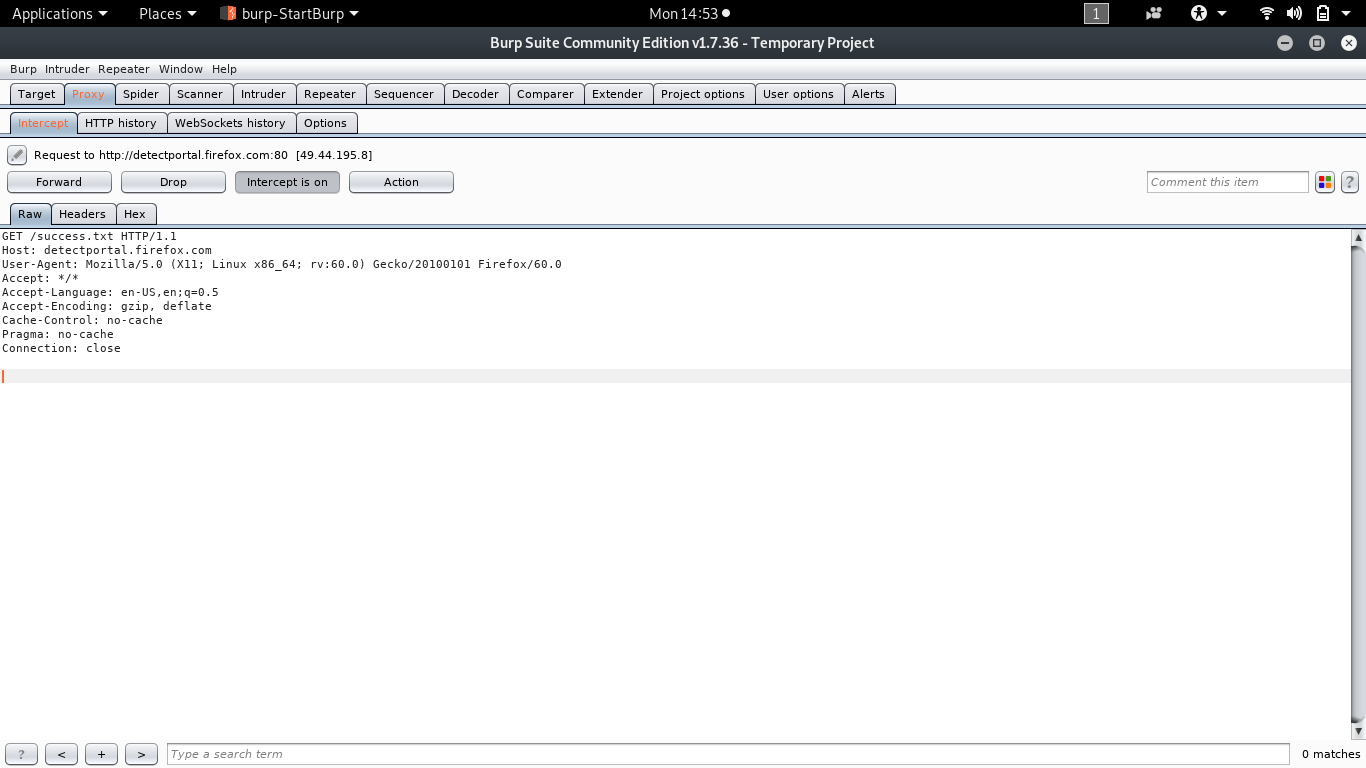 Applications Places burp-StartBurp Mon 14:53 1
Burp Suite Community Edition v1.7.36 - Temporary Project
Burp Intruder Repeater Window Help
Target Proxy Spider Scanner Intruder Repeater Sequencer Decoder Comparer Extender Project options User options Alerts
Intercept HTTP history WebSockets history Options
Request to http://detectportal.firefox.com:80 [49.44.195.8]
Forward Drop Intercept is on Action Comment this item ?
Raw Headers Hex
GET /success.txt HTTP/1.1
Host: detectportal.firefox.com
User-Agent: Mozilla/5.0 (X11; Linux x86_64; rv:60.0) Gecko/20100101 Firefox/60.0
Accept: */*
Accept-Language: en-US,en;q=0.5
Accept-Encoding: gzip, deflate
Cache-Control: no-cache
Pragma: no-cache
Connection: close
? < + > Type a search term 0 matches